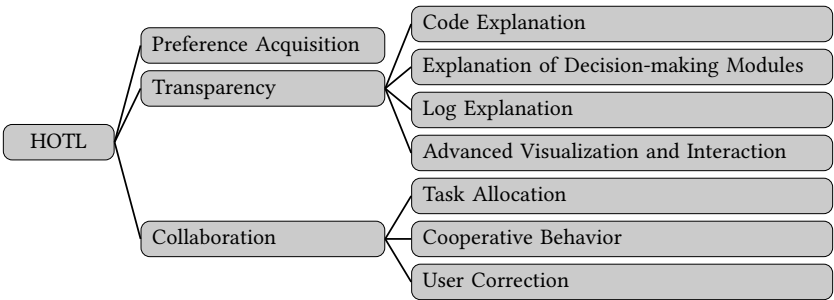 HOTL
Preference Acquisition
Transparency
Code Explanation
Explanation of Decision-making Modules
Log Explanation
Advanced Visualization and Interaction
Collaboration
Task Allocation
Cooperative Behavior
User Correction